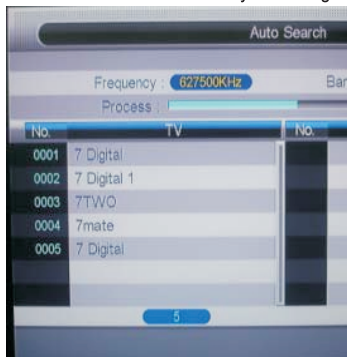 Auto Search
Frequency : 627500KHz Ban
Process :
No. TV No.
0001 7 Digital
0002 7 Digital 1
0003 7TWO
0004 7mate
0005 7 Digital
5